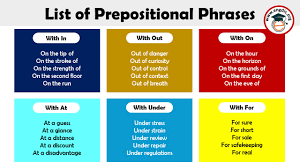 List of Prepositional Phrases
With In
On the tip of
On the stroke of
On the strength of
On the second floor
On the run
With Out
Out of danger
Out of curiosity
Out of control
Out of context
Out of breath
With On
On the hour
On the horizon
On the grounds of
On the first day
On the eve of
With At
At a guess
At a glance
At a distance
At a discount
At a disadvantage
With Under
Under stress
Under strain
Under review
Under repair
Under regulations
With For
For sure
For short
For sale
For safekeeping
For real